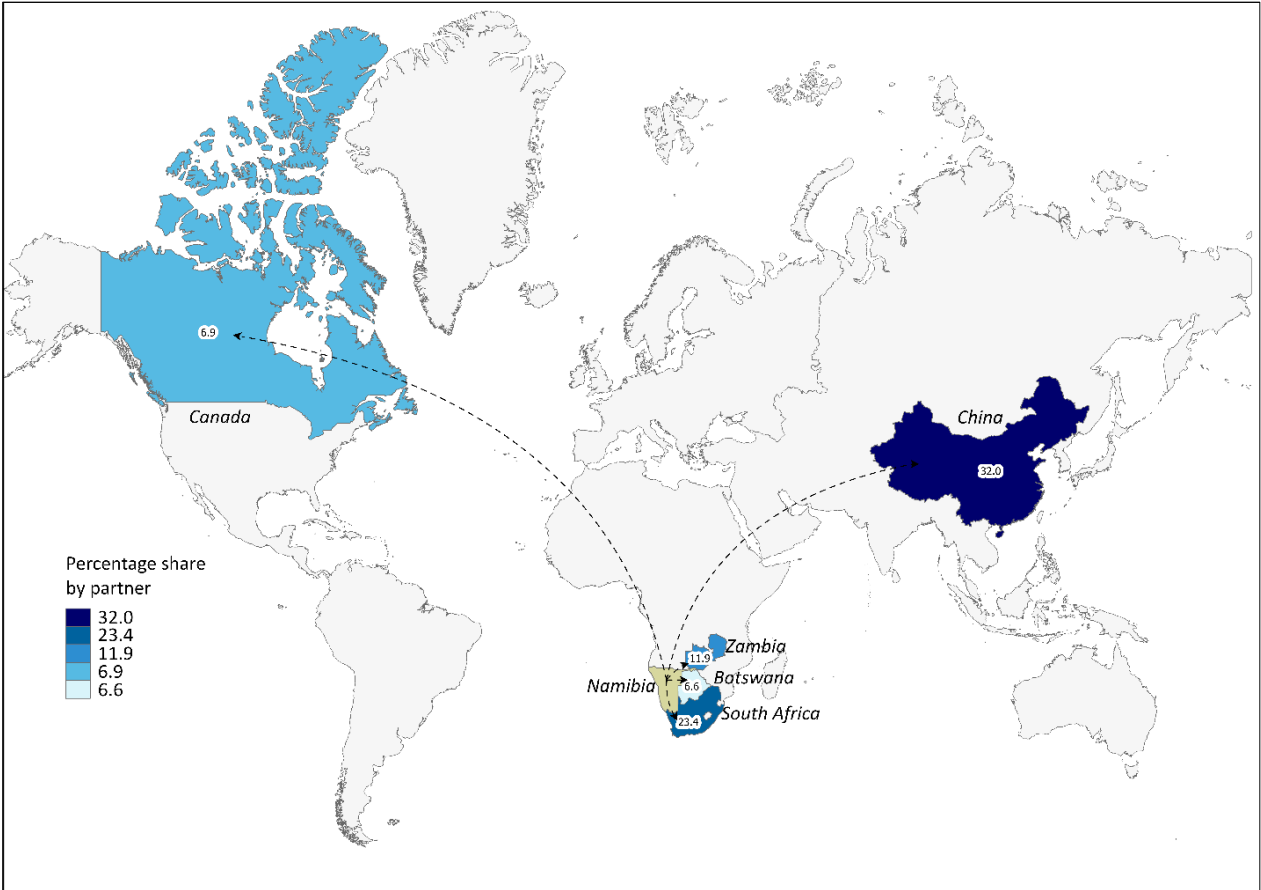 6.9
Canada
China
32.0
Percentage share
by partner
32.0
23.4
11.9
6.9
6.6
Zambia
11.9
Botswana
Namibia
6.6
South Africa
23.4